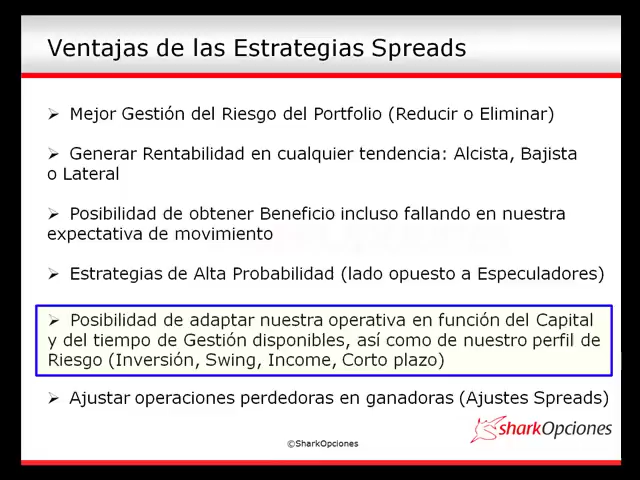 Ventajas de las Estrategias Spreads
➢ Mejor Gestión del Riesgo del Portfolio (Reducir o Eliminar)
➢ Generar Rentabilidad en cualquier tendencia: Alcista, Bajista
o Lateral
➢ Posibilidad de obtener Beneficio incluso fallando en nuestra
expectativa de movimiento
➢ Estrategias de Alta Probabilidad (lado opuesto a Especuladores)
➢ Posibilidad de adaptar nuestra operativa en función del Capital
y del tiempo de Gestión disponibles, así como de nuestro perfil de
Riesgo (Inversión, Swing, Income, Corto plazo)
➢ Ajustar operaciones perdedoras en ganadoras (Ajustes Spreads)
sharkOpciones
©SharkOpciones